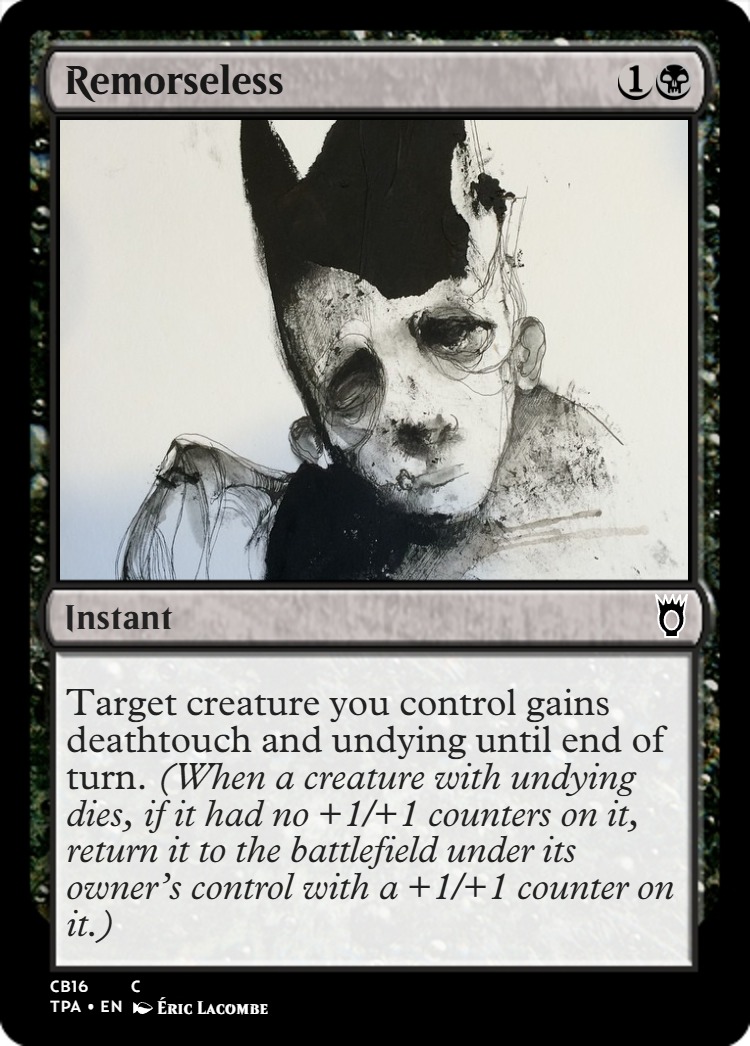 Remorseless 1
Instant
Target creature you control gains
deathtouch and undying until end of
turn. (When a creature with undying
dies, if it had no +1/+1 counters on it,
return it to the battlefield under its
owner's control with a +1/+1 counter on
it.)
CB16 C
TPA • EN Éric Lacombe